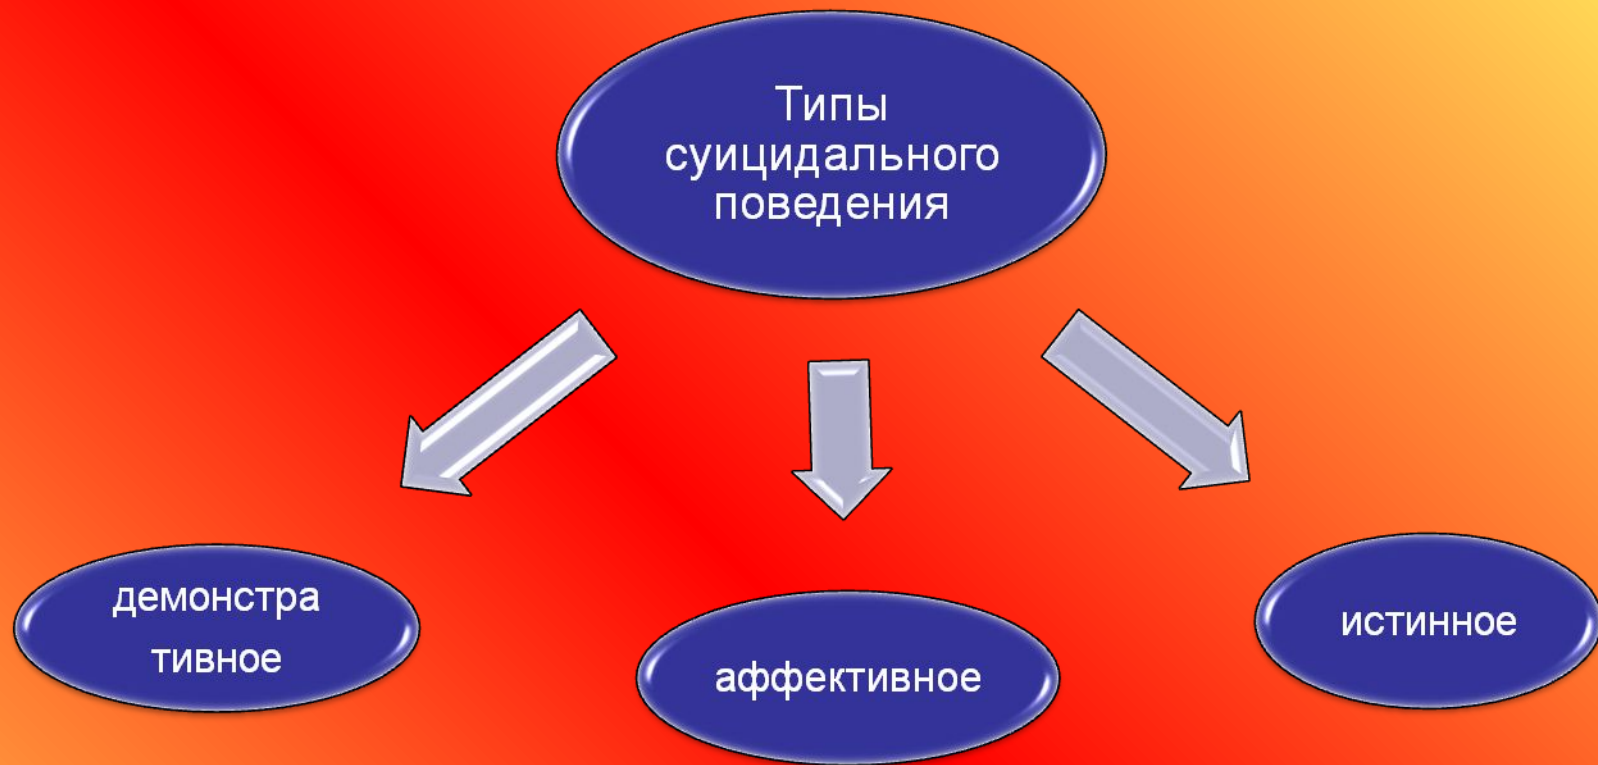 Типы
суицидального
поведения
демонстра
тивное
аффективное
истинное